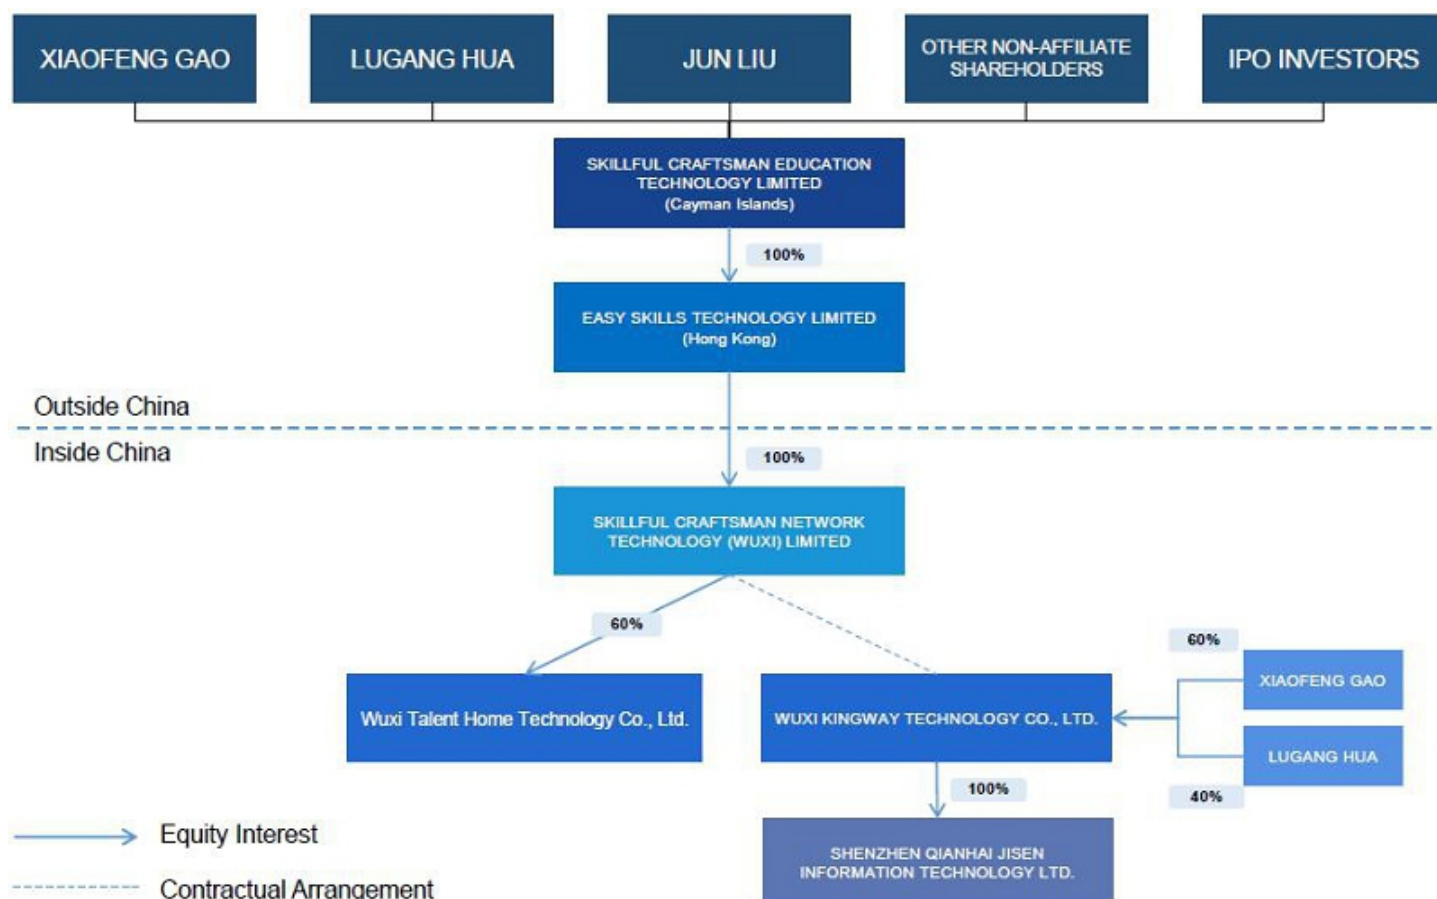 XIAOFENG GAO
LUGANG HUA
JUN LIU
OTHER NON-AFFILIATE
SHAREHOLDERS
IPO INVESTORS
SKILLFUL CRAFTSMAN EDUCATION
TECHNOLOGY LIMITED
(Cayman Islands)
100%
EASY SKILLS TECHNOLOGY LIMITED
(Hong Kong)
Outside China
Inside China
100%
SKILLFUL CRAFTSMAN NETWORK
TECHNOLOGY (WUXI) LIMITED
60%
60%
XIAOFENG GAO
Wuxi Talent Home Technology Co., Ltd.
WUXI KINGWAY TECHNOLOGY CO., LTD.
LUGANG HUA
40%
100%
Equity Interest
SHENZHEN QIANHAI JISEN
INFORMATION TECHNOLOGY LTD.
Contractual Arrangement